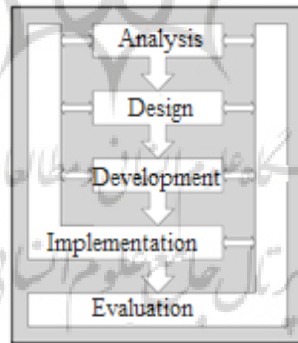 Analysis
Design
Development
Implementation
Evaluation